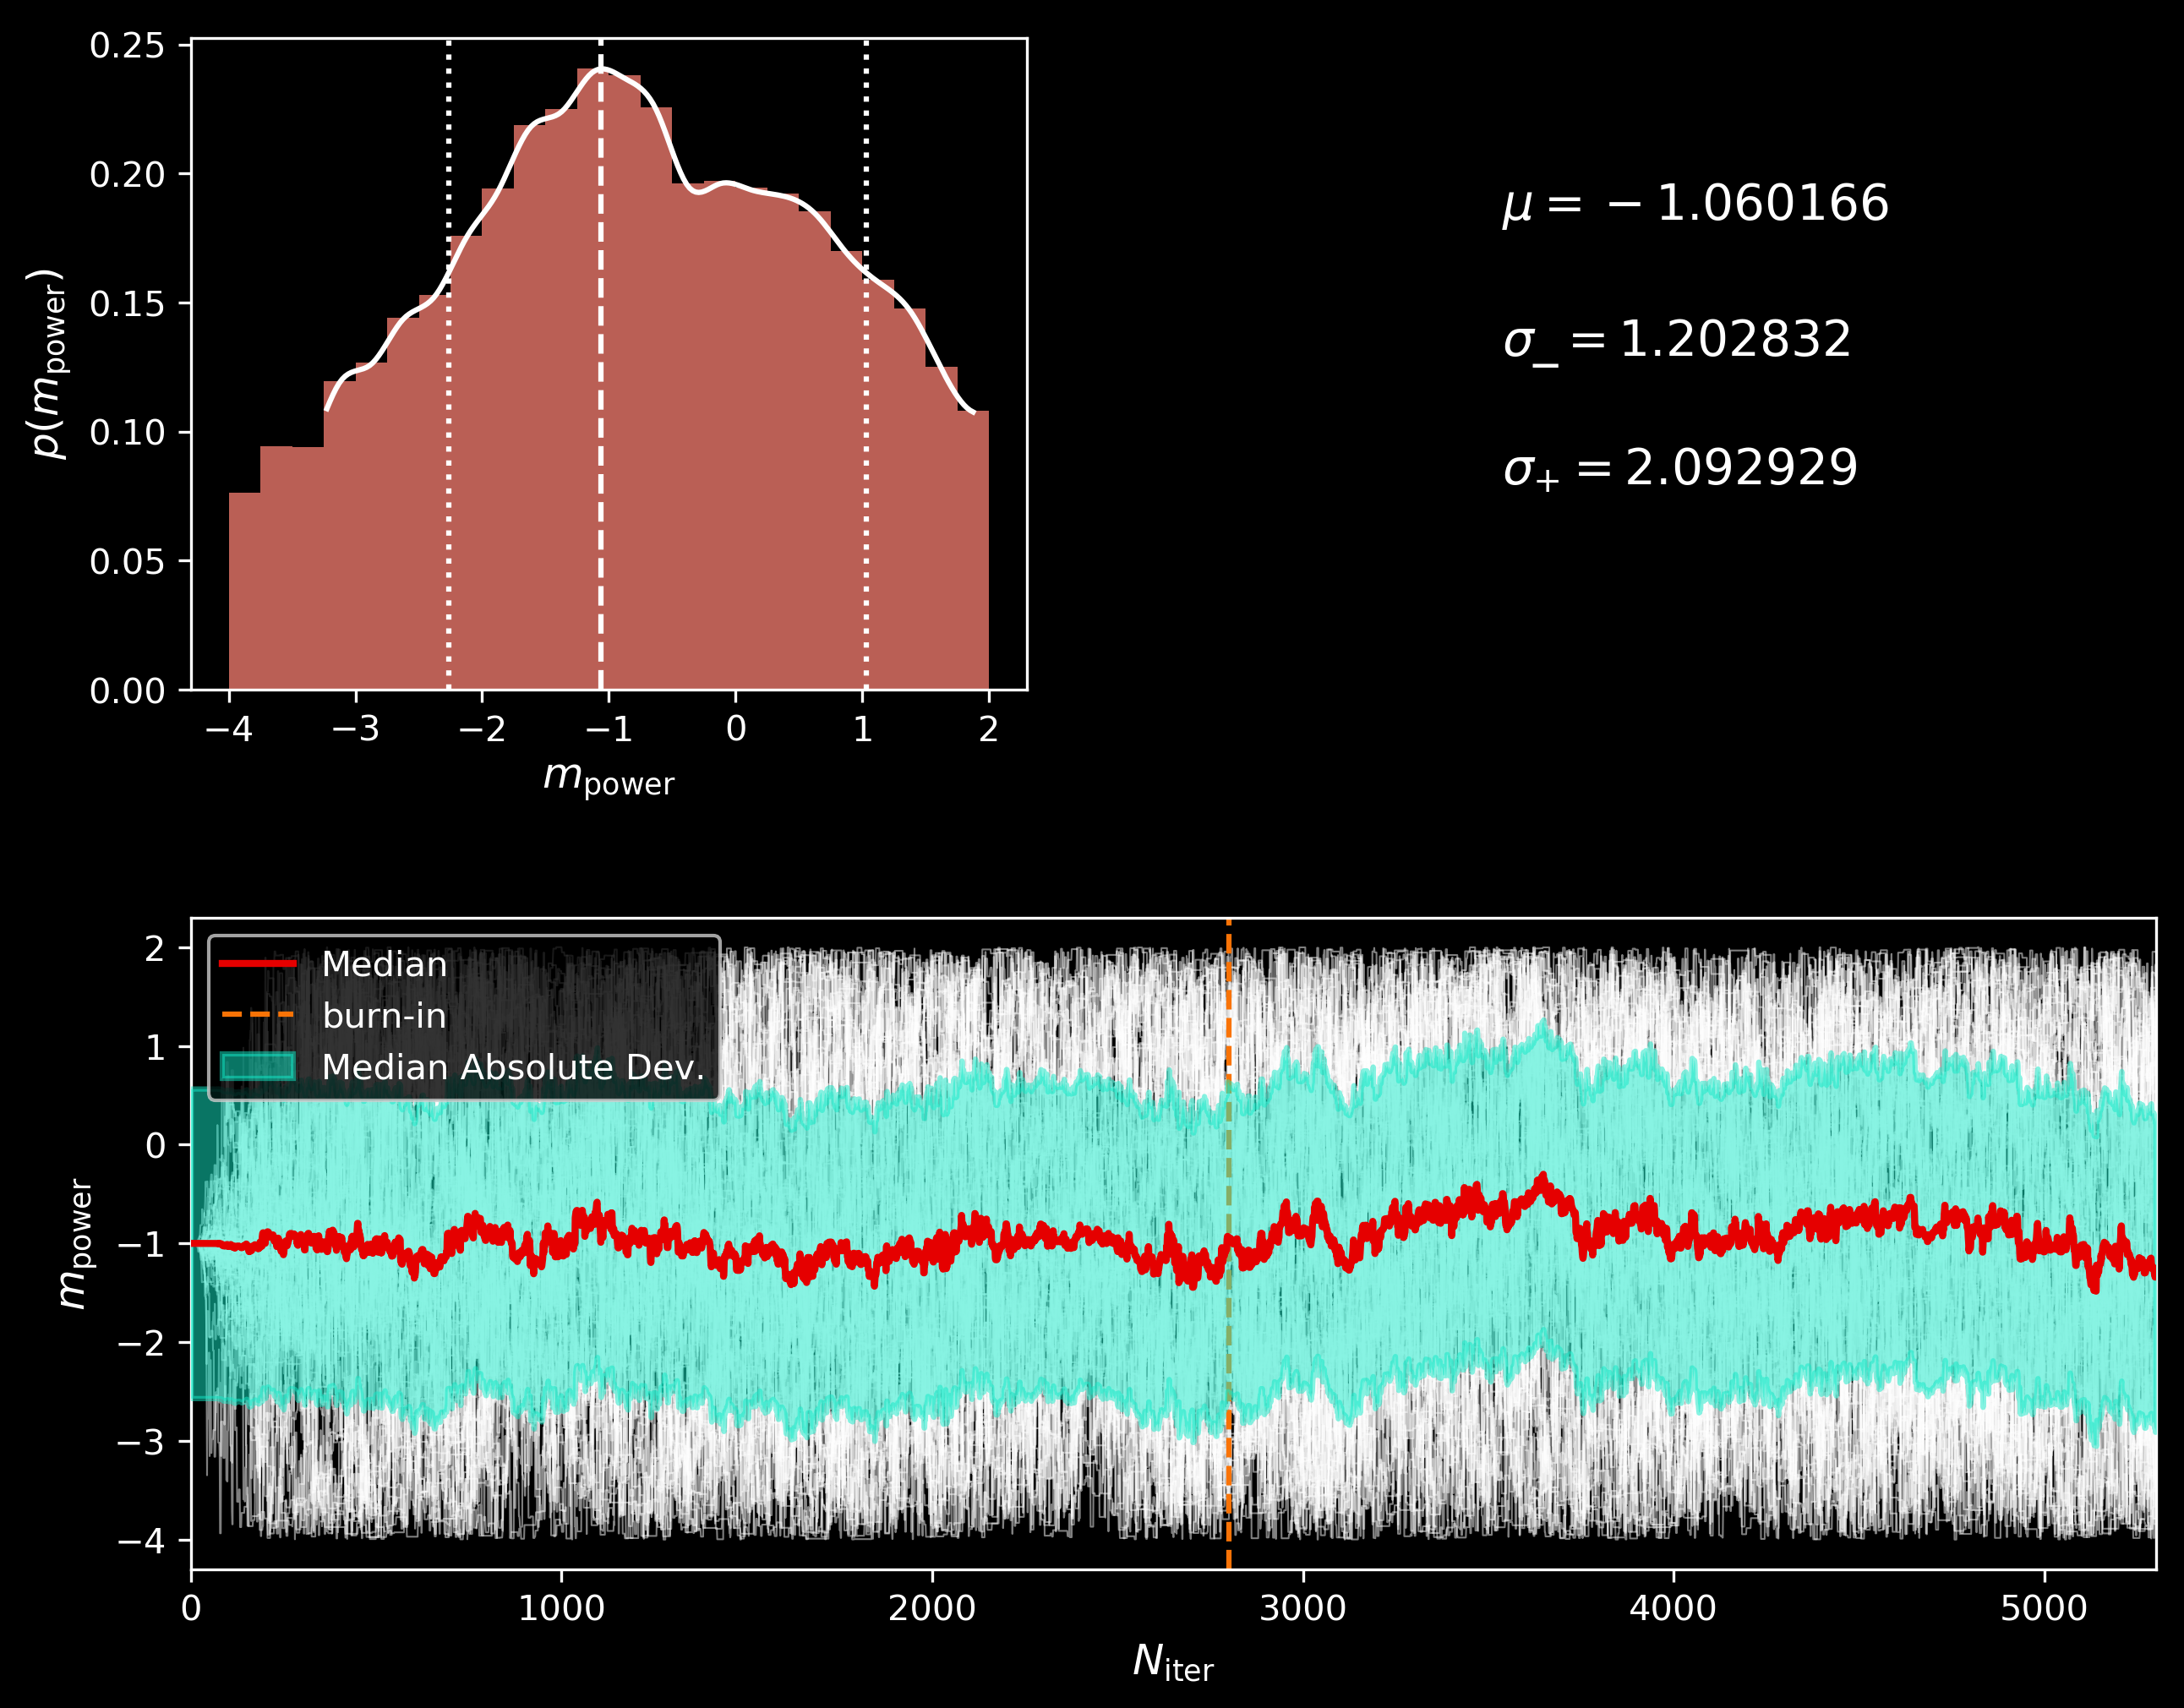 0.25
0.20
0.15
0.10
0.05
0.00
p(m_power)
−4 −3 −2 −1 0 1 2
m_power
μ = −1.060166
σ_− = 1.202832
σ_+ = 2.092929
Median
burn-in
Median Absolute Dev.
2
1
0
−1
−2
−3
−4
m_power
0 1000 2000 3000 4000 5000
N_iter